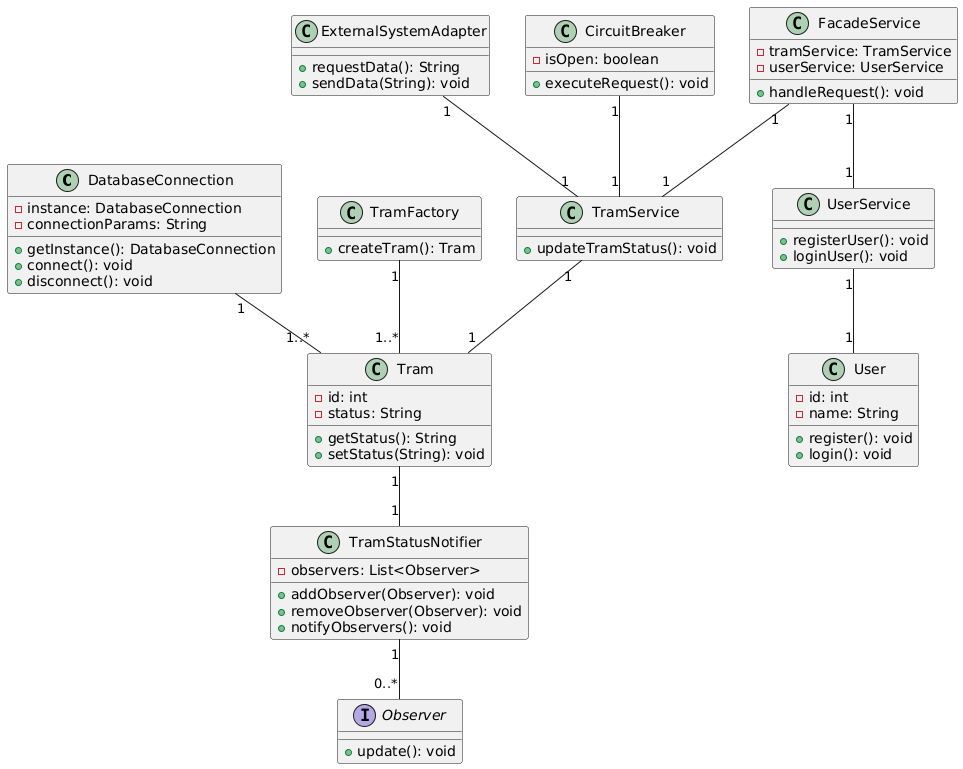 C ExternalSystemAdapter
requestData(): String
sendData(String): void
C CircuitBreaker
isOpen: boolean
executeRequest(): void
C FacadeService
tramService: TramService
userService: UserService
handleRequest(): void
1
1
1
1
1
1
1
1
C DatabaseConnection
instance: DatabaseConnection
connectionParams: String
getInstance(): DatabaseConnection
connect(): void
disconnect(): void
C TramFactory
createTram(): Tram
C TramService
updateTramStatus(): void
C UserService
registerUser(): void
loginUser(): void
1
1
1
1
1..*
1..*
1
1
C Tram
id: int
status: String
getStatus(): String
setStatus(String): void
C User
id: int
name: String
register(): void
login(): void
1
1
C TramStatusNotifier
observers: List<Observer>
addObserver(Observer): void
removeObserver(Observer): void
notifyObservers(): void
1
0..*
I Observer
update(): void